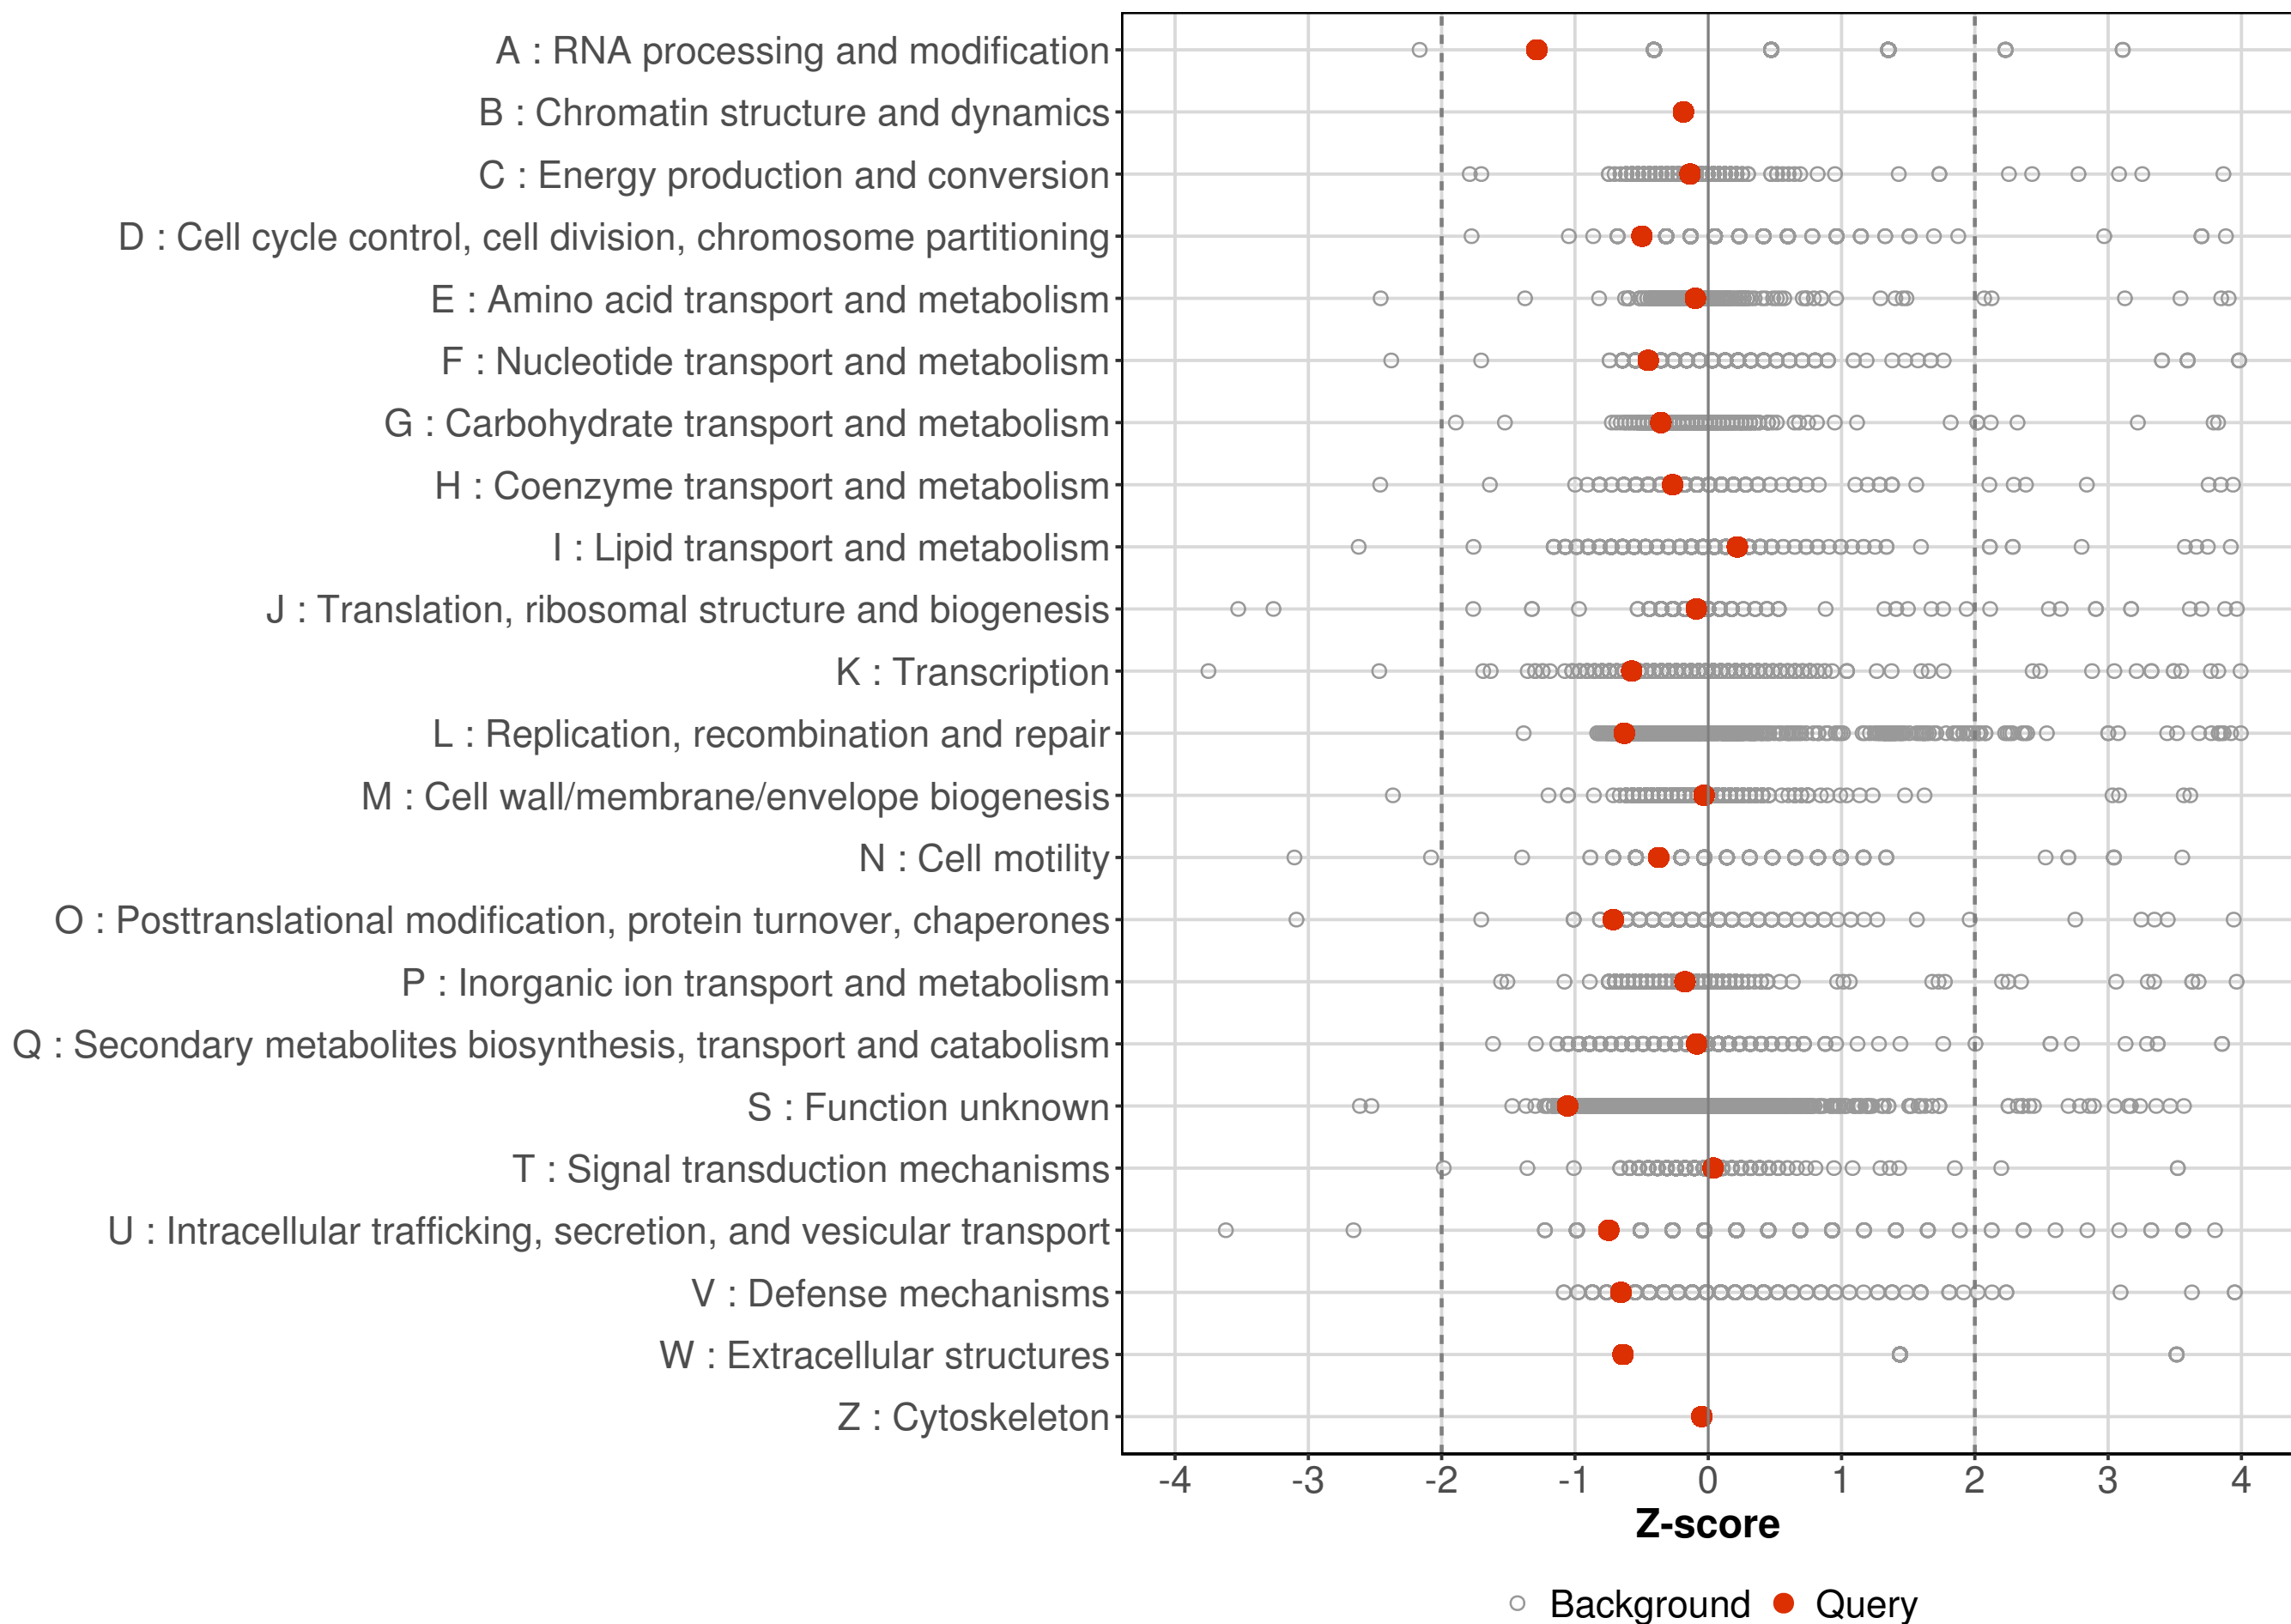 A : RNA processing and modification
B : Chromatin structure and dynamics
C : Energy production and conversion
D : Cell cycle control, cell division, chromosome partitioning
E : Amino acid transport and metabolism
F : Nucleotide transport and metabolism
G : Carbohydrate transport and metabolism
H : Coenzyme transport and metabolism
I : Lipid transport and metabolism
J : Translation, ribosomal structure and biogenesis
K : Transcription
L : Replication, recombination and repair
M : Cell wall/membrane/envelope biogenesis
N : Cell motility
O : Posttranslational modification, protein turnover, chaperones
P : Inorganic ion transport and metabolism
Q : Secondary metabolites biosynthesis, transport and catabolism
S : Function unknown
T : Signal transduction mechanisms
U : Intracellular trafficking, secretion, and vesicular transport
V : Defense mechanisms
W : Extracellular structures
Z : Cytoskeleton
-4 -3 -2 -1 0 1 2 3 4
Z-score
Background Query